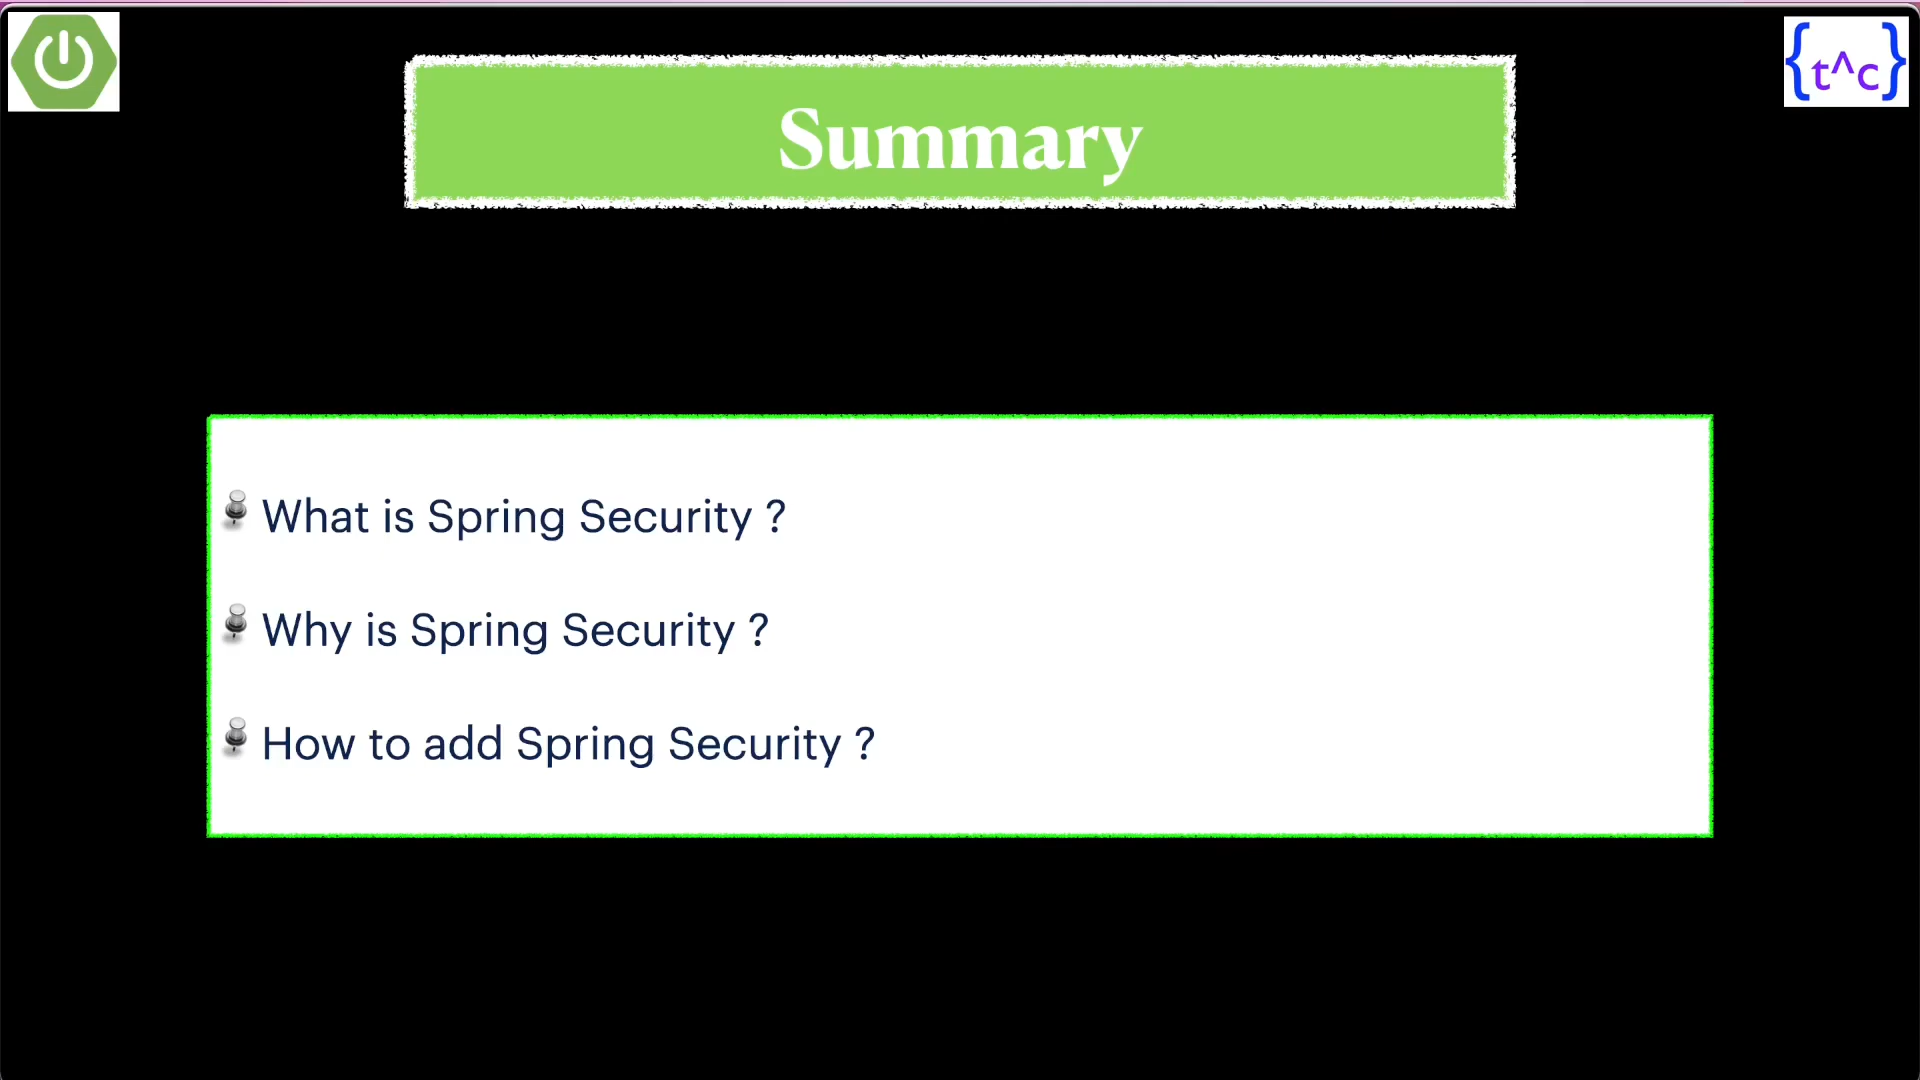 {t^c}
Summary
What is Spring Security ?
Why is Spring Security ?
How to add Spring Security ?